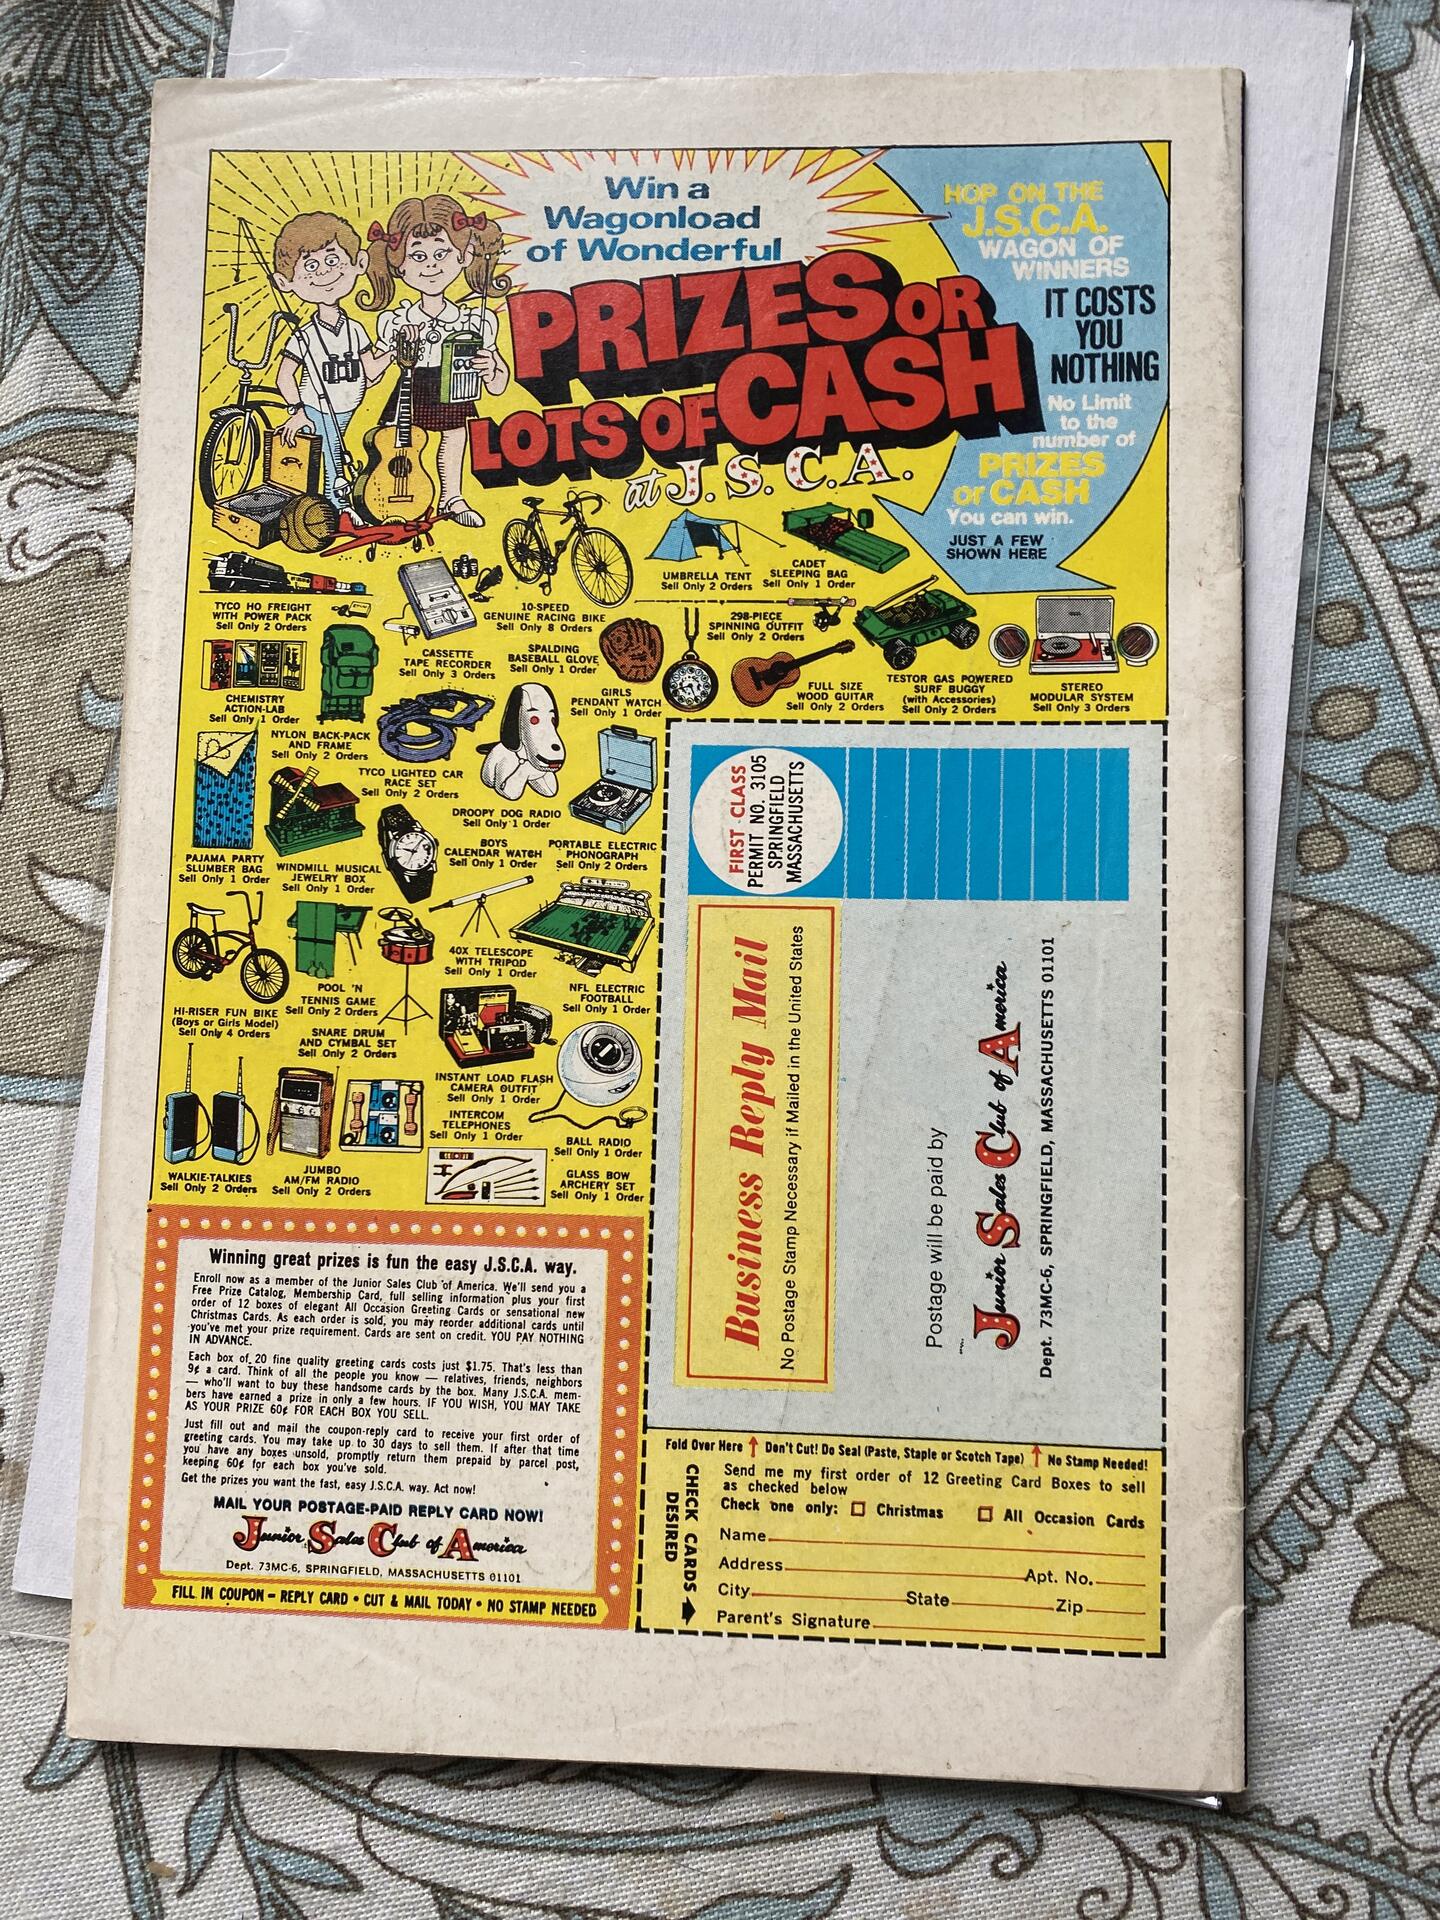 Win a
Wagonload
of Wonderful
PRIZES OR
LOTS OF CASH
at J.S.C.A.
HOP ON THE
J.S.C.A.
WAGON OF
WINNERS
IT COSTS
YOU
NOTHING
No Limit
to the
number of
PRIZES
or CASH
You can win.
JUST A FEW
SHOWN HERE
UMBRELLA TENT
Sell Only 2 Orders
CADET
SLEEPING BAG
Sell Only 1 Order
TYCO HO FREIGHT
WITH POWER PACK
Sell Only 2 Orders
10-SPEED
GENUINE RACING BIKE
Sell Only 8 Orders
298-PIECE
SPINNING OUTFIT
Sell Only 2 Orders
CASSETTE
TAPE RECORDER
Sell Only 3 Orders
SPALDING
BASEBALL GLOVE
Sell Only 1 Order
CHEMISTRY
ACTION-LAB
Sell Only 1 Order
GIRLS
PENDANT WATCH
Sell Only 1 Order
FULL SIZE
WOOD GUITAR
Sell Only 2 Orders
TESTOR GAS POWERED
SURF BUGGY
(with Accessories)
Sell Only 2 Orders
STEREO
MODULAR SYSTEM
Sell Only 3 Orders
NYLON BACK-PACK
AND FRAME
Sell Only 2 Orders
TYCO LIGHTED CAR
RACE SET
Sell Only 2 Orders
DROOPY DOG RADIO
Sell Only 1 Order
PAJAMA PARTY
SLUMBER BAG
Sell Only 1 Order
WINDMILL MUSICAL
JEWELRY BOX
Sell Only 1 Order
BOYS
CALENDAR WATCH
Sell Only 1 Order
PORTABLE ELECTRIC
PHONOGRAPH
Sell Only 2 Orders
40X TELESCOPE
WITH TRIPOD
Sell Only 1 Order
HI-RISER FUN BIKE
(Boys or Girls Model)
Sell Only 4 Orders
POOL 'N
TENNIS GAME
Sell Only 2 Orders
NFL ELECTRIC
FOOTBALL
Sell Only 1 Order
SNARE DRUM
AND CYMBAL SET
Sell Only 2 Orders
INSTANT LOAD FLASH
CAMERA OUTFIT
Sell Only 1 Order
INTERCOM
TELEPHONES
Sell Only 1 Order
BALL RADIO
Sell Only 1 Order
WALKIE-TALKIES
Sell Only 2 Orders
JUMBO
AM/FM RADIO
Sell Only 2 Orders
GLASS BOW
ARCHERY SET
Sell Only 1 Order
Winning great prizes is fun the easy J.S.C.A. way.
Enroll now as a member of the Junior Sales Club of America. We'll send you a
Free Prize Catalog, Membership Card, full selling information plus your first
order of 12 boxes of elegant All Occasion Greeting Cards or sensational new
Christmas Cards. As each order is sold, you may reorder additional cards until
you've met your prize requirement. Cards are sent on credit. YOU PAY NOTHING
IN ADVANCE.
Each box of 20 fine quality greeting cards costs just $1.75. That's less than
9¢ a card. Think of all the people you know — relatives, friends, neighbors
— who'll want to buy these handsome cards by the box. Many J.S.C.A. mem-
bers have earned a prize in only a few hours. IF YOU WISH, YOU MAY TAKE
AS YOUR PRIZE 60¢ FOR EACH BOX YOU SELL.
Just fill out and mail the coupon-reply card to receive your first order of
greeting cards. You may take up to 30 days to sell them. If after that time
you have any boxes unsold, promptly return them prepaid by parcel post,
keeping 60¢ for each box you've sold.
Get the prizes you want the fast, easy J.S.C.A. way. Act now!
MAIL YOUR POSTAGE-PAID REPLY CARD NOW!
Junior Sales Club of America
Dept. 73MC-6, SPRINGFIELD, MASSACHUSETTS 01101
FILL IN COUPON – REPLY CARD • CUT & MAIL TODAY • NO STAMP NEEDED
FIRST CLASS
PERMIT NO. 3105
SPRINGFIELD
MASSACHUSETTS
Business Reply Mail
No Postage Stamp Necessary if Mailed in the United States
Postage will be paid by
Junior Sales Club of America
Dept. 73MC-6, SPRINGFIELD, MASSACHUSETTS 01101
Fold Over Here ↑ Don't Cut! Do Seal (Paste, Staple or Scotch Tape) ↑ No Stamp Needed!
CHECK CARDS
DESIRED
Send me my first order of 12 Greeting Card Boxes to sell
as checked below
Check one only: □ Christmas □ All Occasion Cards
Name
Address Apt. No.
City State Zip
Parent's Signature